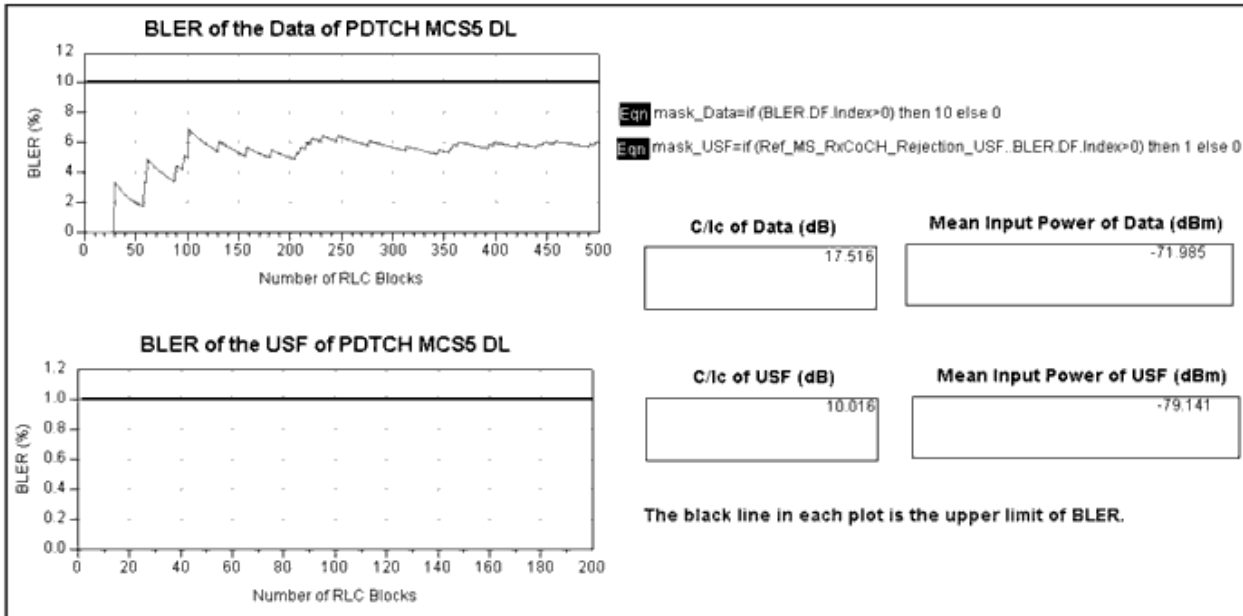 BLER of the Data of PDTCH MCS5 DL
12
10
8
6
4
2
0
BLER (%)
0 50 100 150 200 250 300 350 400 450 500
Number of RLC Blocks
Eqn mask_Data=if (BLER.DF.Index>0) then 10 else 0
Eqn mask_USF=if (Ref_MS_RxCoCH_Rejection_USF..BLER.DF.Index>0) then 1 else 0
C/Ic of Data (dB)
17.516
Mean Input Power of Data (dBm)
-71.985
BLER of the USF of PDTCH MCS5 DL
1.2
1.0
0.8
0.6
0.4
0.2
0.0
BLER (%)
0 20 40 60 80 100 120 140 160 180 200
Number of RLC Blocks
C/Ic of USF (dB)
10.016
Mean Input Power of USF (dBm)
-79.141
The black line in each plot is the upper limit of BLER.